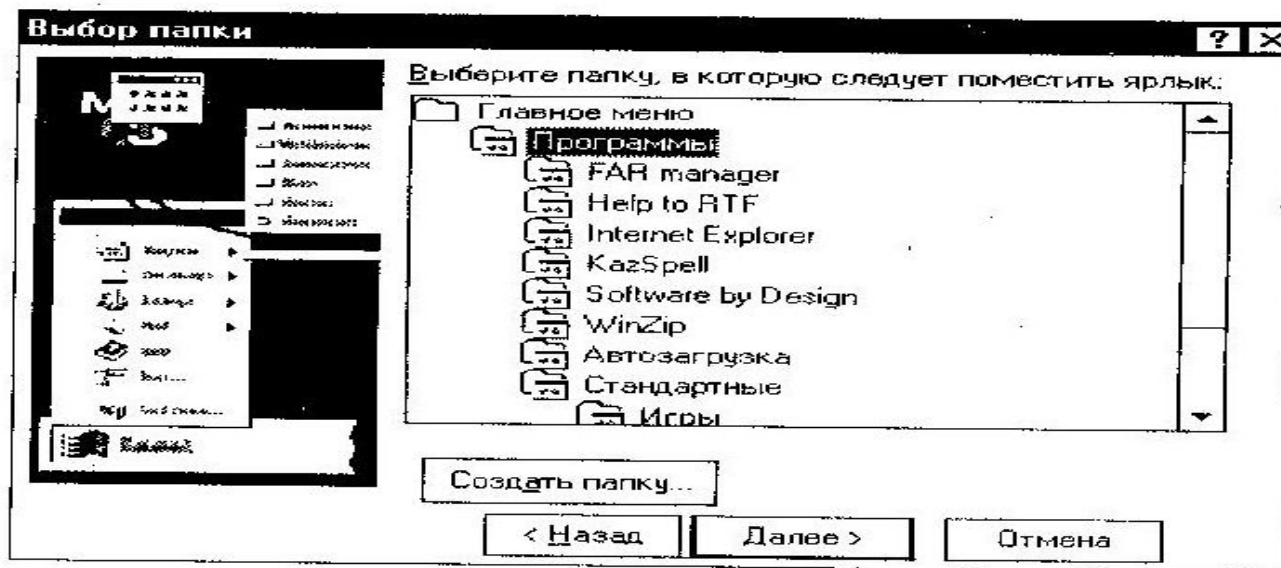 Выбор папки
Выберите папку, в которую следует поместить ярлык:
Главное меню
Программы
FAR manager
Help to RTF
Internet Explorer
KazSpell
Software by Design
WinZip
Автозагрузка
Стандартные
Игры
Создать папку...
< Назад
Далее >
Отмена